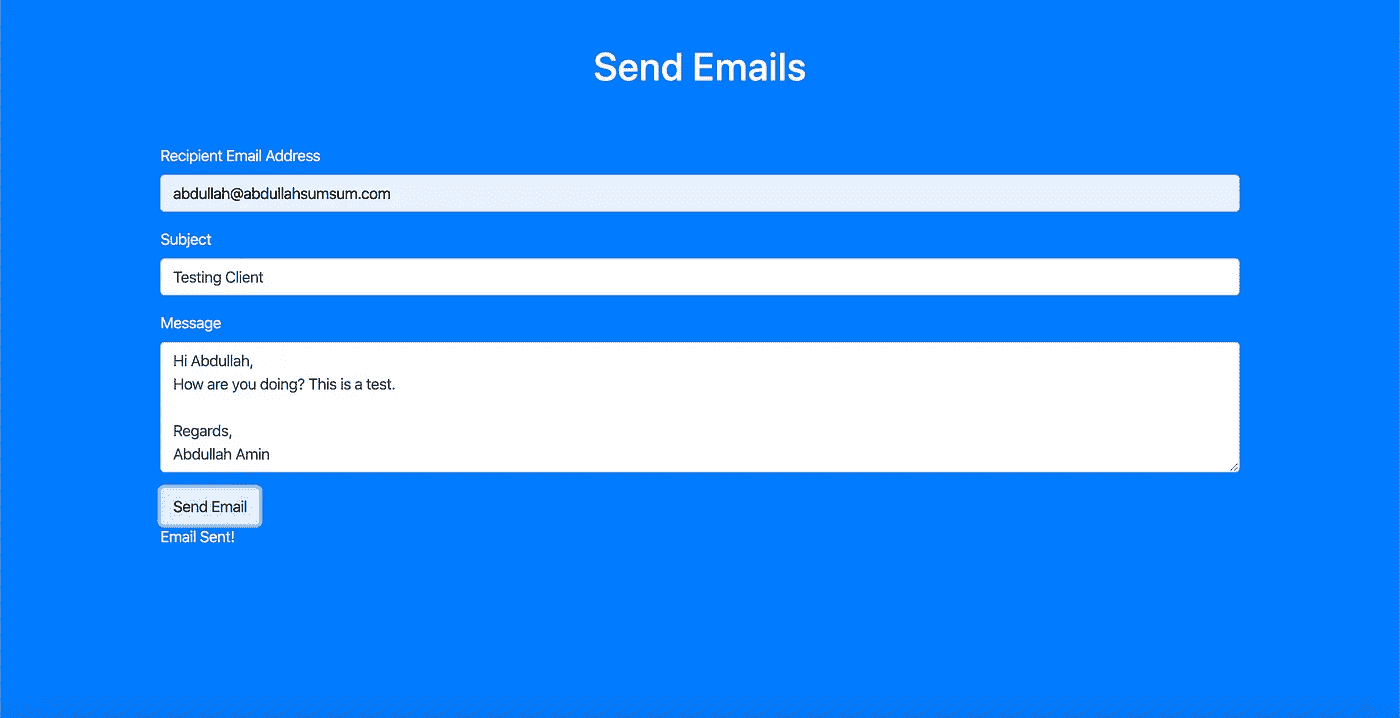 Send Emails
Recipient Email Address
abdullah@abdullahsumsum.com
Subject
Testing Client
Message
Hi Abdullah,
How are you doing? This is a test.
Regards,
Abdullah Amin
Send Email
Email Sent!